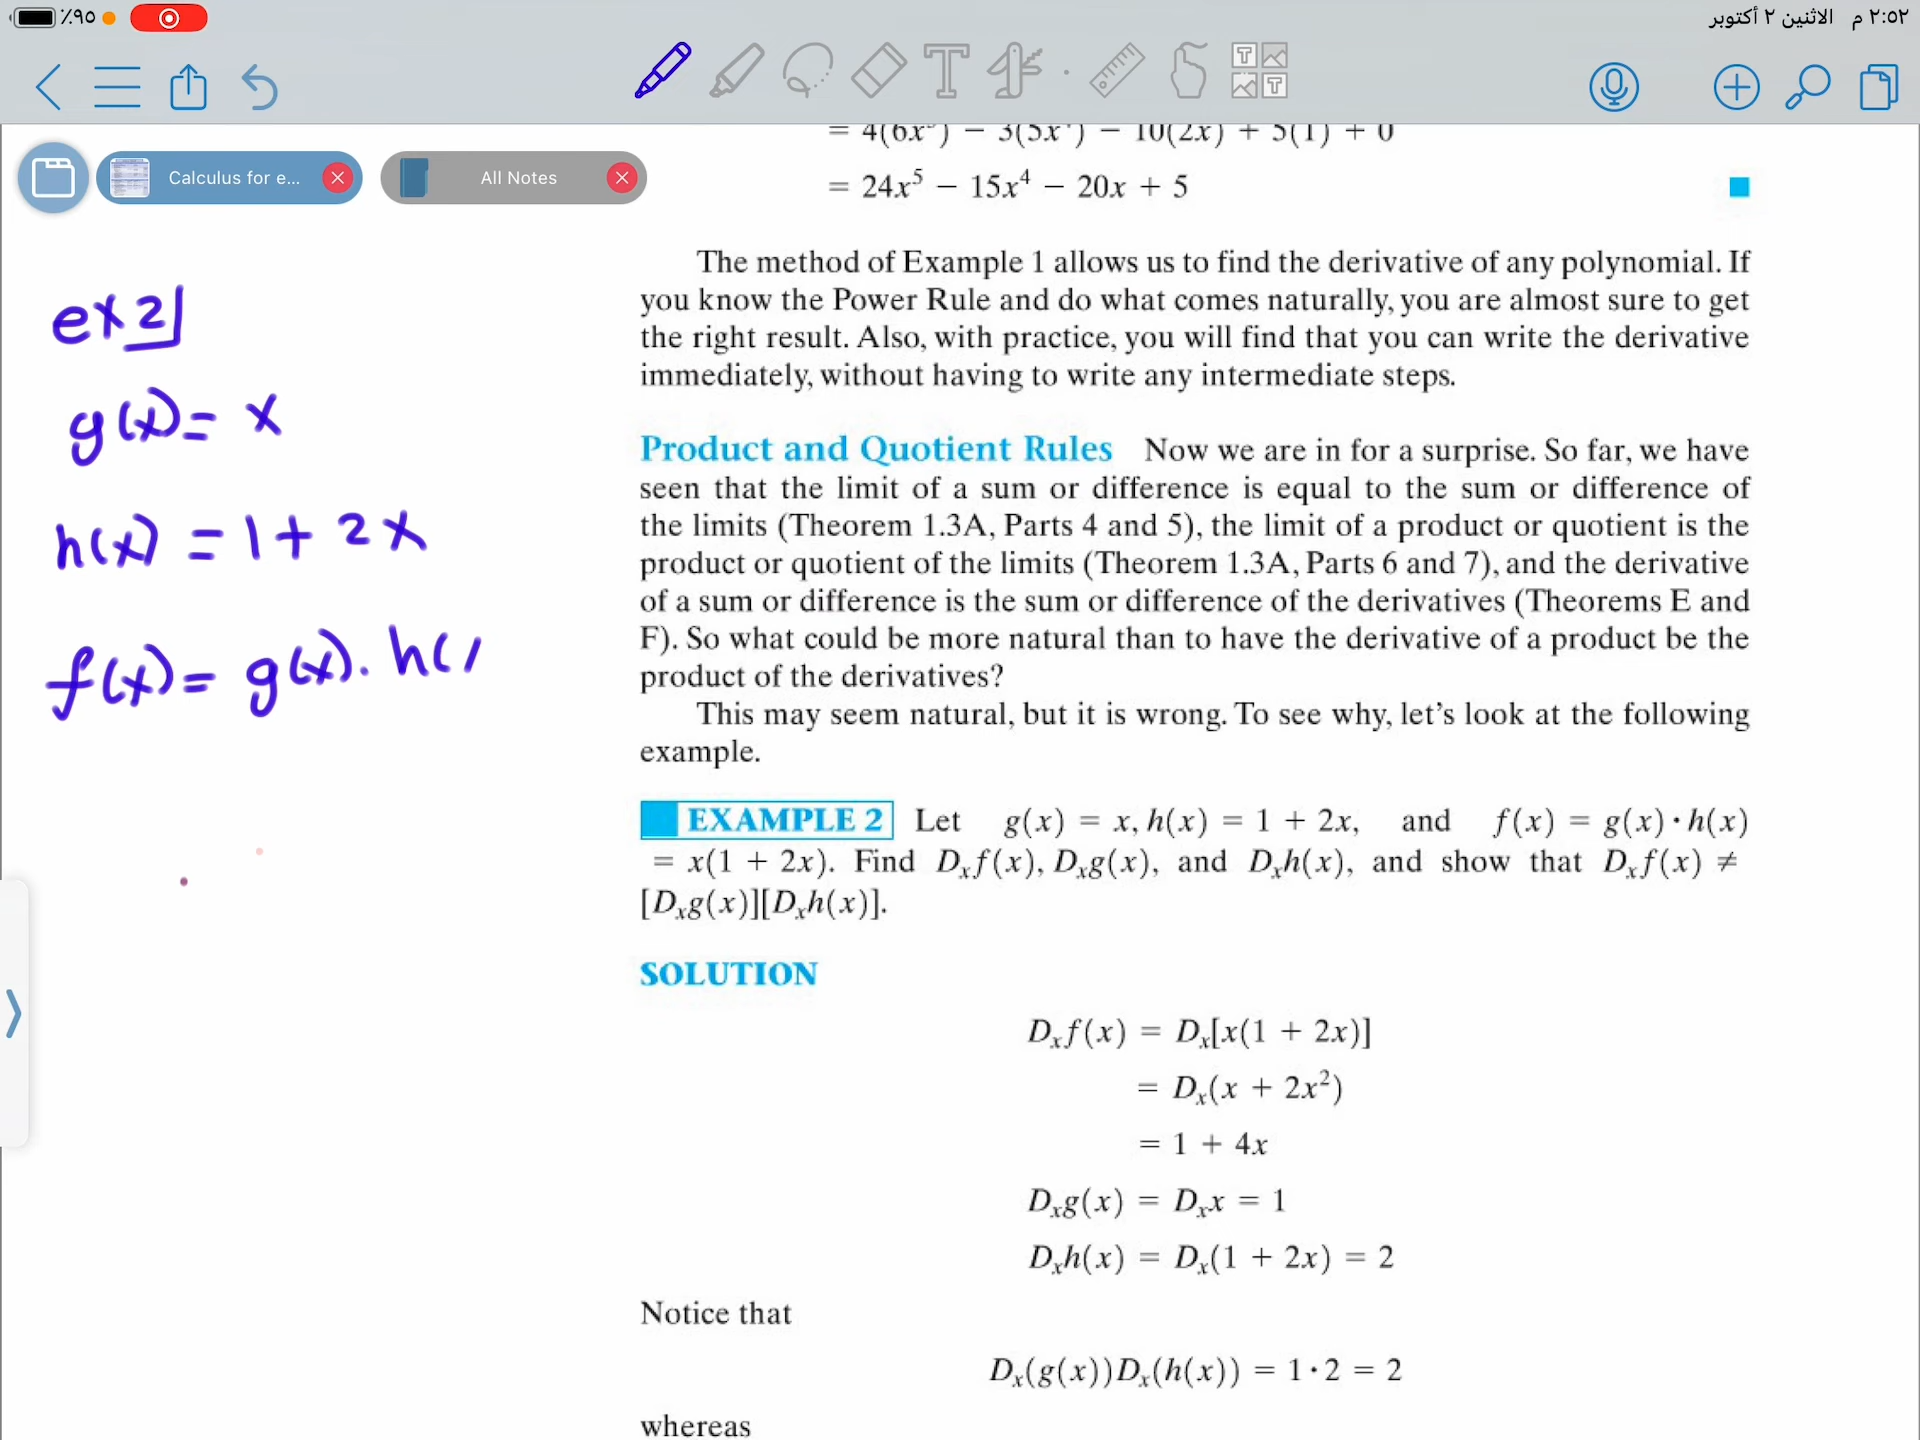 ٪٩٠
٢:٥٢ م الاثنين ٢ أكتوبر
Calculus for e...
All Notes
= 24x⁵ − 15x⁴ − 20x + 5
The method of Example 1 allows us to find the derivative of any polynomial. If
you know the Power Rule and do what comes naturally, you are almost sure to get
the right result. Also, with practice, you will find that you can write the derivative
immediately, without having to write any intermediate steps.
Product and Quotient Rules Now we are in for a surprise. So far, we have
seen that the limit of a sum or difference is equal to the sum or difference of
the limits (Theorem 1.3A, Parts 4 and 5), the limit of a product or quotient is the
product or quotient of the limits (Theorem 1.3A, Parts 6 and 7), and the derivative
of a sum or difference is the sum or difference of the derivatives (Theorems E and
F). So what could be more natural than to have the derivative of a product be the
product of the derivatives?
This may seem natural, but it is wrong. To see why, let's look at the following
example.
EXAMPLE 2 Let g(x) = x, h(x) = 1 + 2x, and f(x) = g(x) · h(x)
= x(1 + 2x). Find Dₓf(x), Dₓg(x), and Dₓh(x), and show that Dₓf(x) ≠
[Dₓg(x)][Dₓh(x)].
SOLUTION
Dₓf(x) = Dₓ[x(1 + 2x)]
= Dₓ(x + 2x²)
= 1 + 4x
Dₓg(x) = Dₓx = 1
Dₓh(x) = Dₓ(1 + 2x) = 2
Notice that
Dₓ(g(x))Dₓ(h(x)) = 1 · 2 = 2
whereas
ex 2
g(x) = x
h(x) = 1 + 2x
f(x) = g(x) . h(